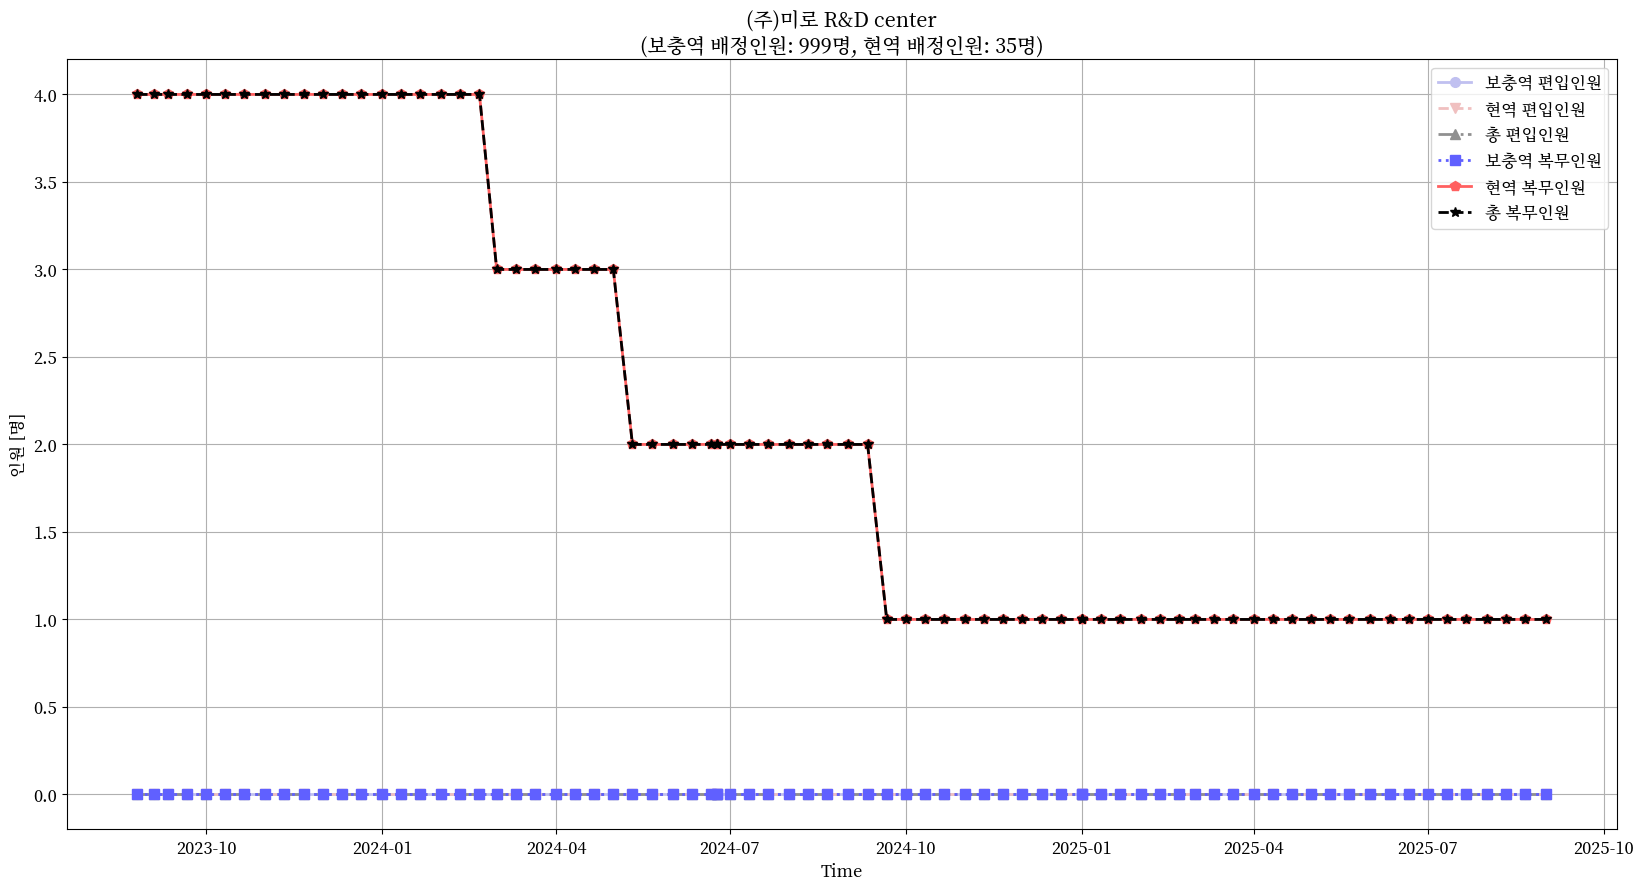 (주)미로 R&D center
(보충역 배정인원: 999명, 현역 배정인원: 35명)
보충역 편입인원
현역 편입인원
총 편입인원
보충역 복무인원
현역 복무인원
총 복무인원
인원 [명]
4.0
3.5
3.0
2.5
2.0
1.5
1.0
0.5
0.0
2023-10 2024-01 2024-04 2024-07 2024-10 2025-01 2025-04 2025-07 2025-10
Time